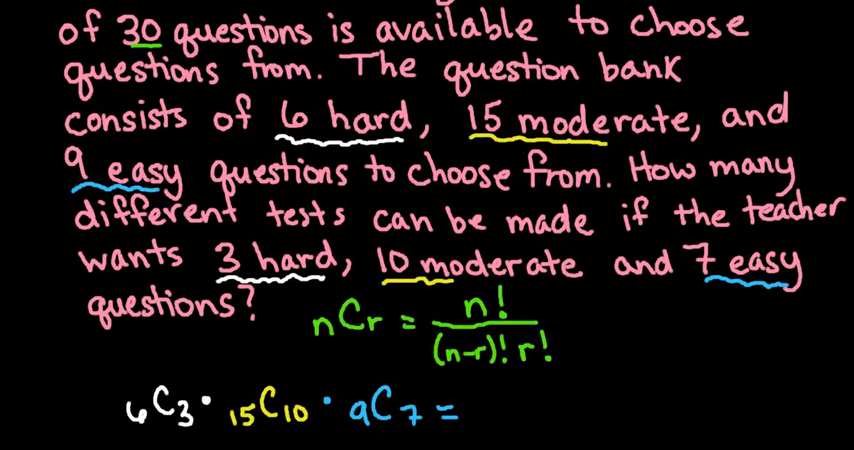 of 30 questions is available to choose
questions from. The question bank
consists of 6 hard, 15 moderate, and
9 easy questions to choose from. How many
different tests can be made if the teacher
wants 3 hard, 10 moderate and 7 easy
questions?
nCr = n! / (n-r)! r!
6C3 · 15C10 · 9C7 =